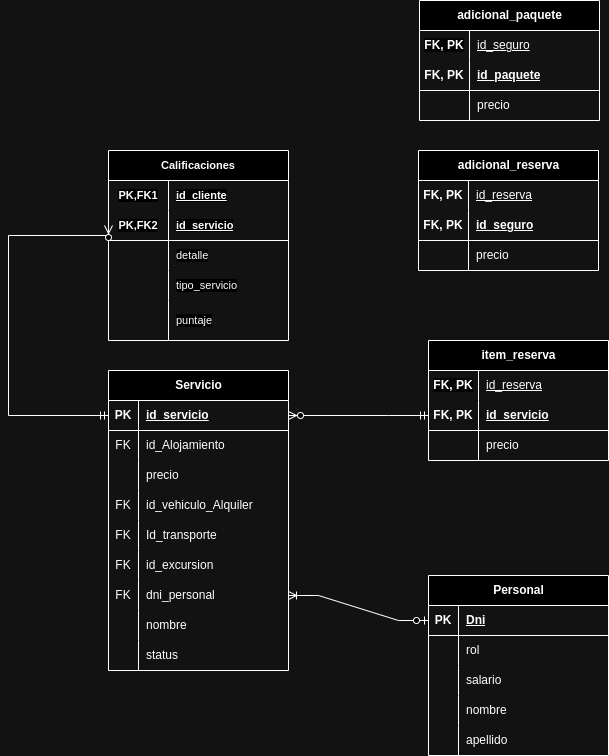 adicional_paquete
FK, PK id_seguro
FK, PK id_paquete
precio
Calificaciones
PK,FK1 id_cliente
PK,FK2 id_servicio
detalle
tipo_servicio
puntaje
adicional_reserva
FK, PK id_reserva
FK, PK id_seguro
precio
item_reserva
FK, PK id_reserva
FK, PK id_servicio
precio
Servicio
PK id_servicio
FK id_Alojamiento
precio
FK id_vehiculo_Alquiler
FK Id_transporte
FK id_excursion
FK dni_personal
nombre
status
Personal
PK Dni
rol
salario
nombre
apellido